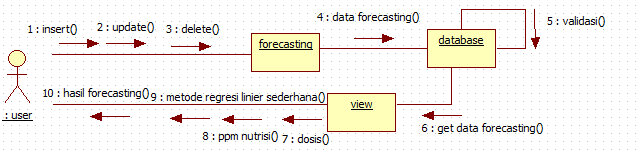 1 : insert()
2 : update()
3 : delete()
4 : data forecasting()
5 : validasi()
forecasting
database
10 : hasil forecasting()
9 : metode regresi linier sederhana()
view
: user
8 : ppm nutrisi()
7 : dosis()
6 : get data forecasting()